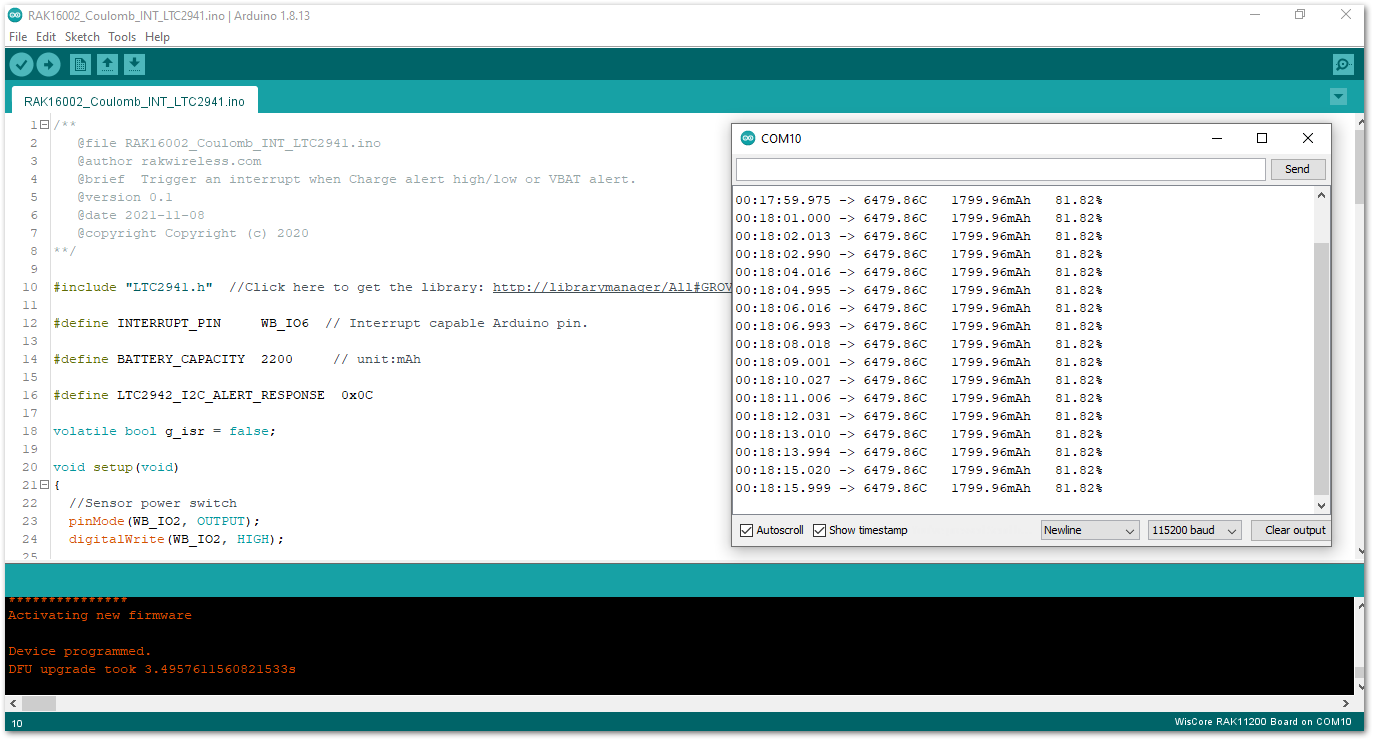 RAK16002_Coulomb_INT_LTC2941.ino | Arduino 1.8.13
File Edit Sketch Tools Help
RAK16002_Coulomb_INT_LTC2941.ino
1 /**
2 @file RAK16002_Coulomb_INT_LTC2941.ino
3 @author rakwireless.com
4 @brief  Trigger an interrupt when Charge alert high/low or VBAT alert.
5 @version 0.1
6 @date 2021-11-08
7 @copyright Copyright (c) 2020
8 **/
9
10 #include "LTC2941.h"  //Click here to get the library: http://librarymanager/All#GROV
11
12 #define INTERRUPT_PIN     WB_IO6  // Interrupt capable Arduino pin.
13
14 #define BATTERY_CAPACITY  2200     // unit:mAh
15
16 #define LTC2942_I2C_ALERT_RESPONSE  0x0C
17
18 volatile bool g_isr = false;
19
20 void setup(void)
21 {
22 //Sensor power switch
23 pinMode(WB_IO2, OUTPUT);
24 digitalWrite(WB_IO2, HIGH);
25
COM10
Send
00:17:59.975 -> 6479.86C   1799.96mAh   81.82%
00:18:01.000 -> 6479.86C   1799.96mAh   81.82%
00:18:02.013 -> 6479.86C   1799.96mAh   81.82%
00:18:02.990 -> 6479.86C   1799.96mAh   81.82%
00:18:04.016 -> 6479.86C   1799.96mAh   81.82%
00:18:04.995 -> 6479.86C   1799.96mAh   81.82%
00:18:06.016 -> 6479.86C   1799.96mAh   81.82%
00:18:06.993 -> 6479.86C   1799.96mAh   81.82%
00:18:08.018 -> 6479.86C   1799.96mAh   81.82%
00:18:09.001 -> 6479.86C   1799.96mAh   81.82%
00:18:10.027 -> 6479.86C   1799.96mAh   81.82%
00:18:11.006 -> 6479.86C   1799.96mAh   81.82%
00:18:12.031 -> 6479.86C   1799.96mAh   81.82%
00:18:13.010 -> 6479.86C   1799.96mAh   81.82%
00:18:13.994 -> 6479.86C   1799.96mAh   81.82%
00:18:15.020 -> 6479.86C   1799.96mAh   81.82%
00:18:15.999 -> 6479.86C   1799.96mAh   81.82%
Autoscroll Show timestamp Newline 115200 baud Clear output
***************
Activating new firmware
Device programmed.
DFU upgrade took 3.4957611560821533s
10 WisCore RAK11200 Board on COM10